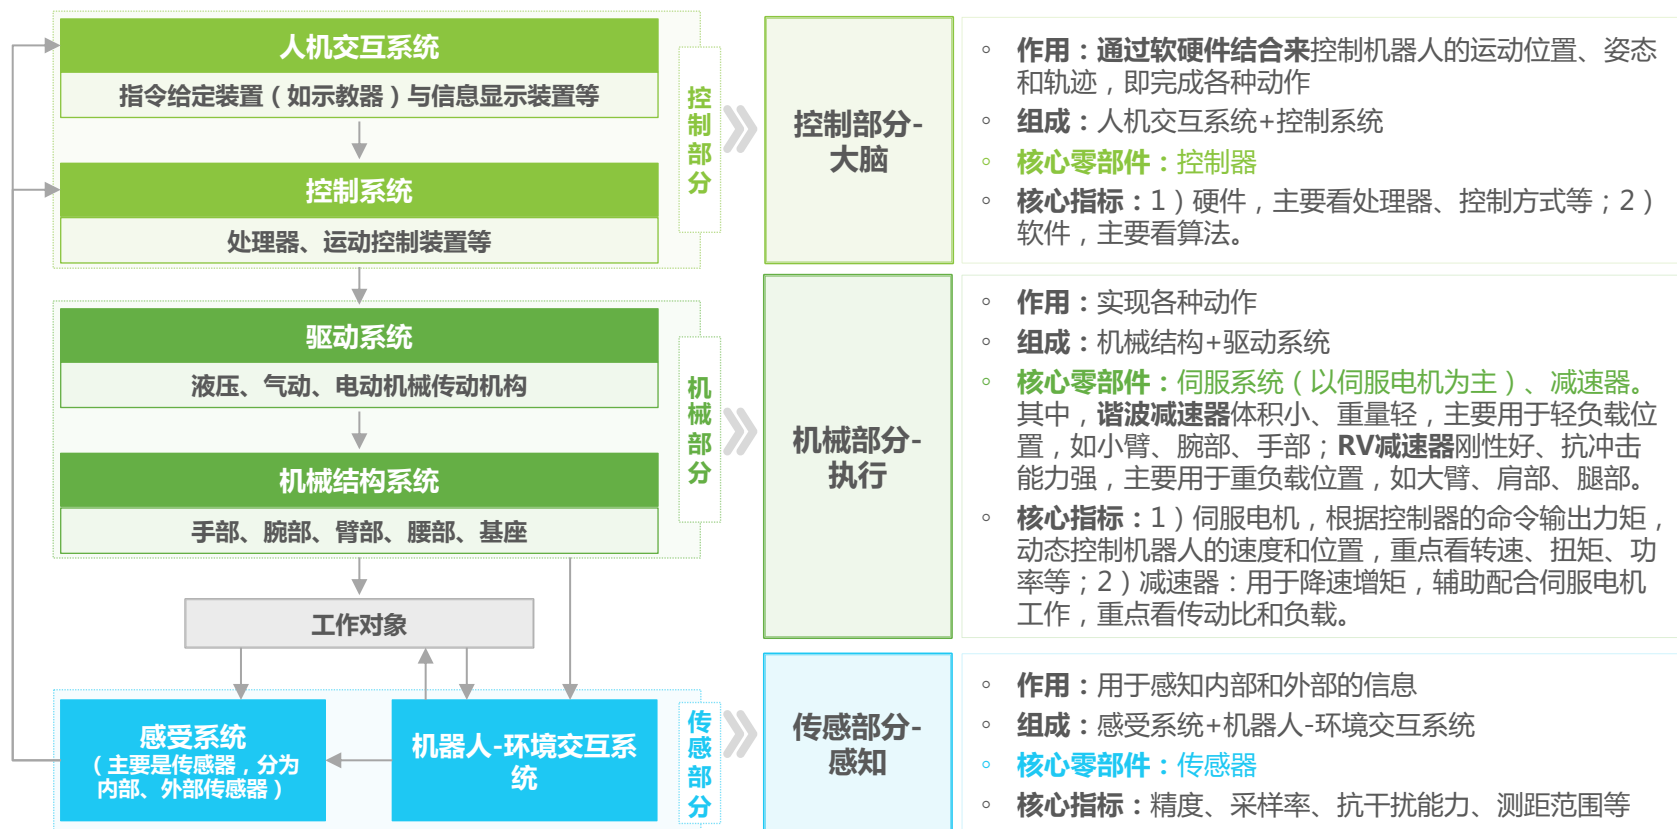 人机交互系统
指令给定装置（如示教器）与信息显示装置等
控制系统
处理器、运动控制装置等
控制部分
控制部分-
大脑
作用：通过软硬件结合来控制机器人的运动位置、姿态
和轨迹，即完成各种动作
组成：人机交互系统+控制系统
核心零部件：控制器
核心指标：1）硬件，主要看处理器、控制方式等；2）
软件，主要看算法。
驱动系统
液压、气动、电动机械传动机构
机械结构系统
手部、腕部、臂部、腰部、基座
机械部分
机械部分-
执行
作用：实现各种动作
组成：机械结构+驱动系统
核心零部件：伺服系统（以伺服电机为主）、减速器。
其中，谐波减速器体积小、重量轻，主要用于轻负载位
置，如小臂、腕部、手部；RV减速器刚性好、抗冲击
能力强，主要用于重负载位置，如大臂、肩部、腿部。
核心指标：1）伺服电机，根据控制器的命令输出力矩，
动态控制机器人的速度和位置，重点看转速、扭矩、功
率等；2）减速器：用于降速增矩，辅助配合伺服电机
工作，重点看传动比和负载。
工作对象
感受系统
（主要是传感器，分为
内部、外部传感器）
机器人-环境交互系
统
传感部分
传感部分-
感知
作用：用于感知内部和外部的信息
组成：感受系统+机器人-环境交互系统
核心零部件：传感器
核心指标：精度、采样率、抗干扰能力、测距范围等